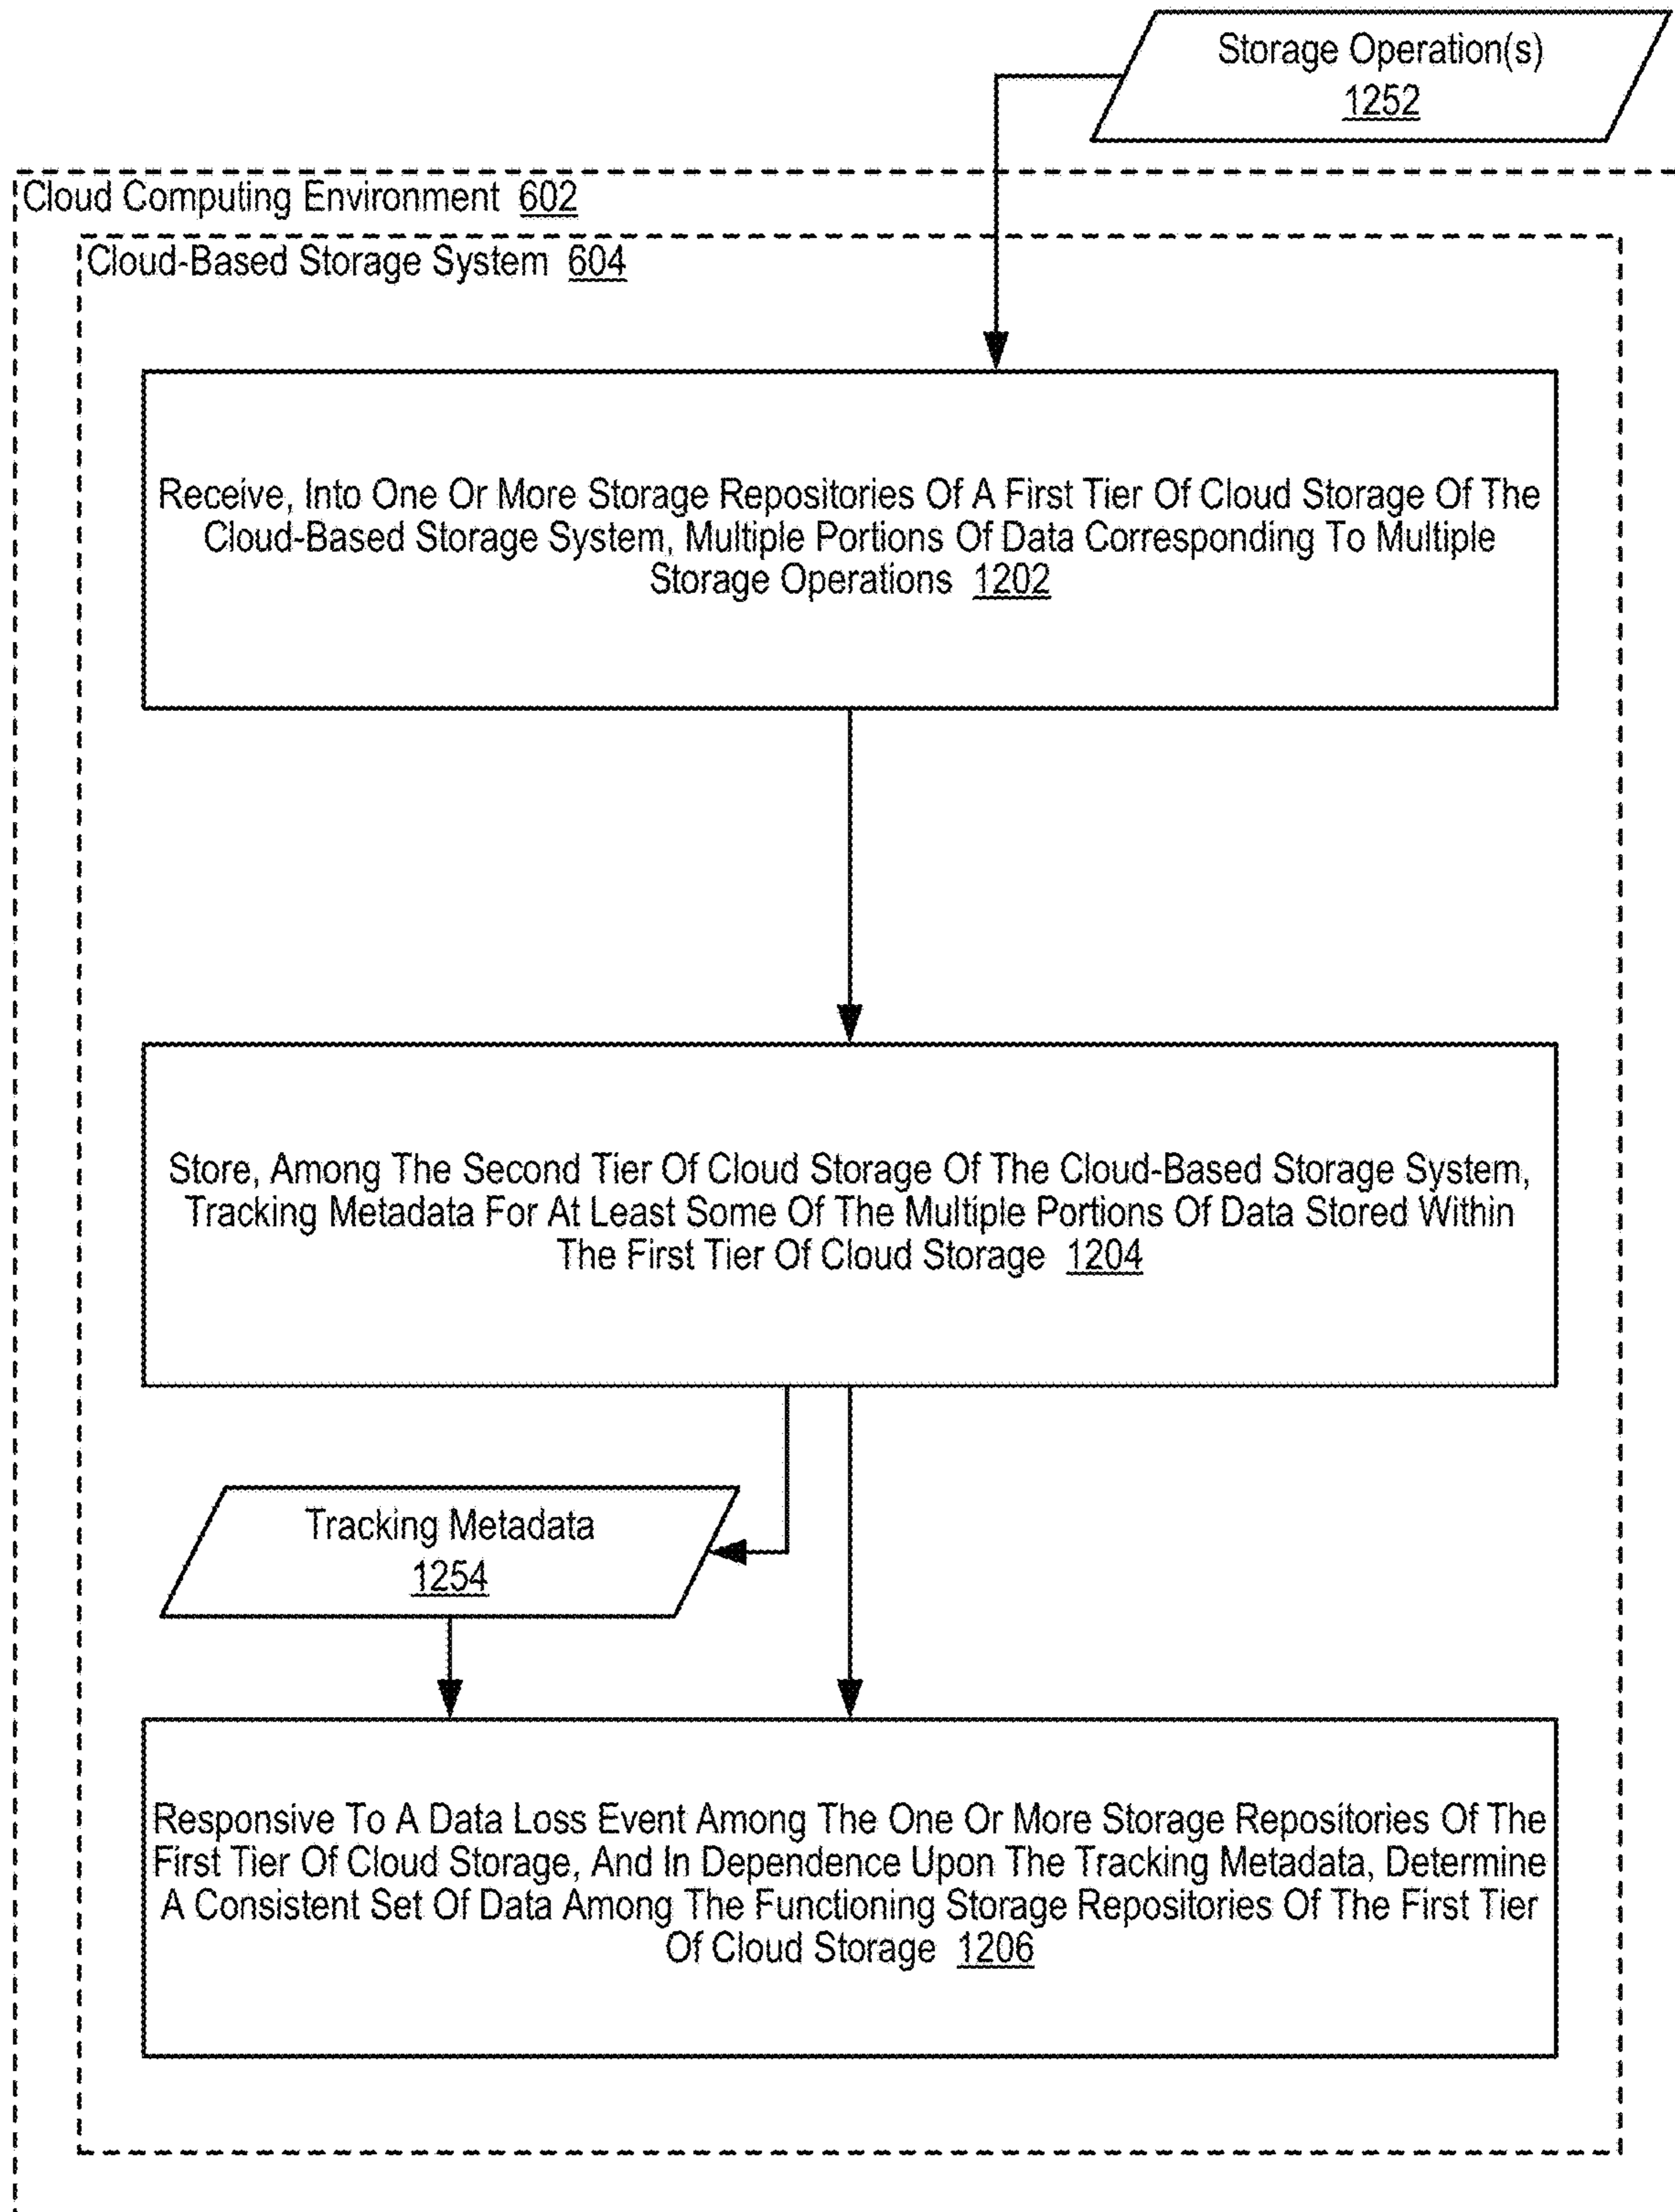 Storage Operation(s)
1252
Cloud Computing Environment 602
Cloud-Based Storage System 604
Receive, Into One Or More Storage Repositories Of A First Tier Of Cloud Storage Of The
Cloud-Based Storage System, Multiple Portions Of Data Corresponding To Multiple
Storage Operations 1202
Store, Among The Second Tier Of Cloud Storage Of The Cloud-Based Storage System,
Tracking Metadata For At Least Some Of The Multiple Portions Of Data Stored Within
The First Tier Of Cloud Storage 1204
Tracking Metadata
1254
Responsive To A Data Loss Event Among The One Or More Storage Repositories Of The
First Tier Of Cloud Storage, And In Dependence Upon The Tracking Metadata, Determine
A Consistent Set Of Data Among The Functioning Storage Repositories Of The First Tier
Of Cloud Storage 1206